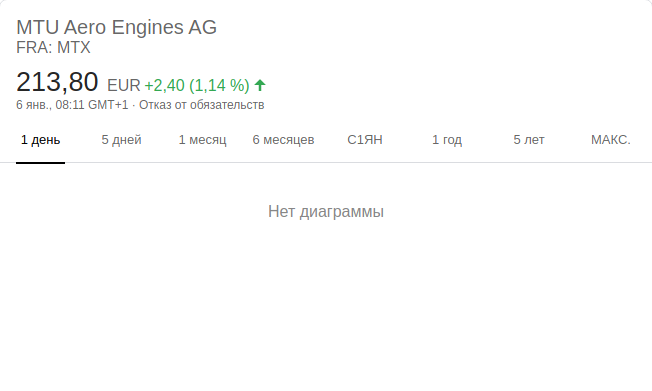 MTU Aero Engines AG
FRA: MTX
213,80 EUR +2,40 (1,14 %)
6 янв., 08:11 GMT+1 · Отказ от обязательств
1 день 5 дней 1 месяц 6 месяцев С1ЯН 1 год 5 лет МАКС.
Нет диаграммы